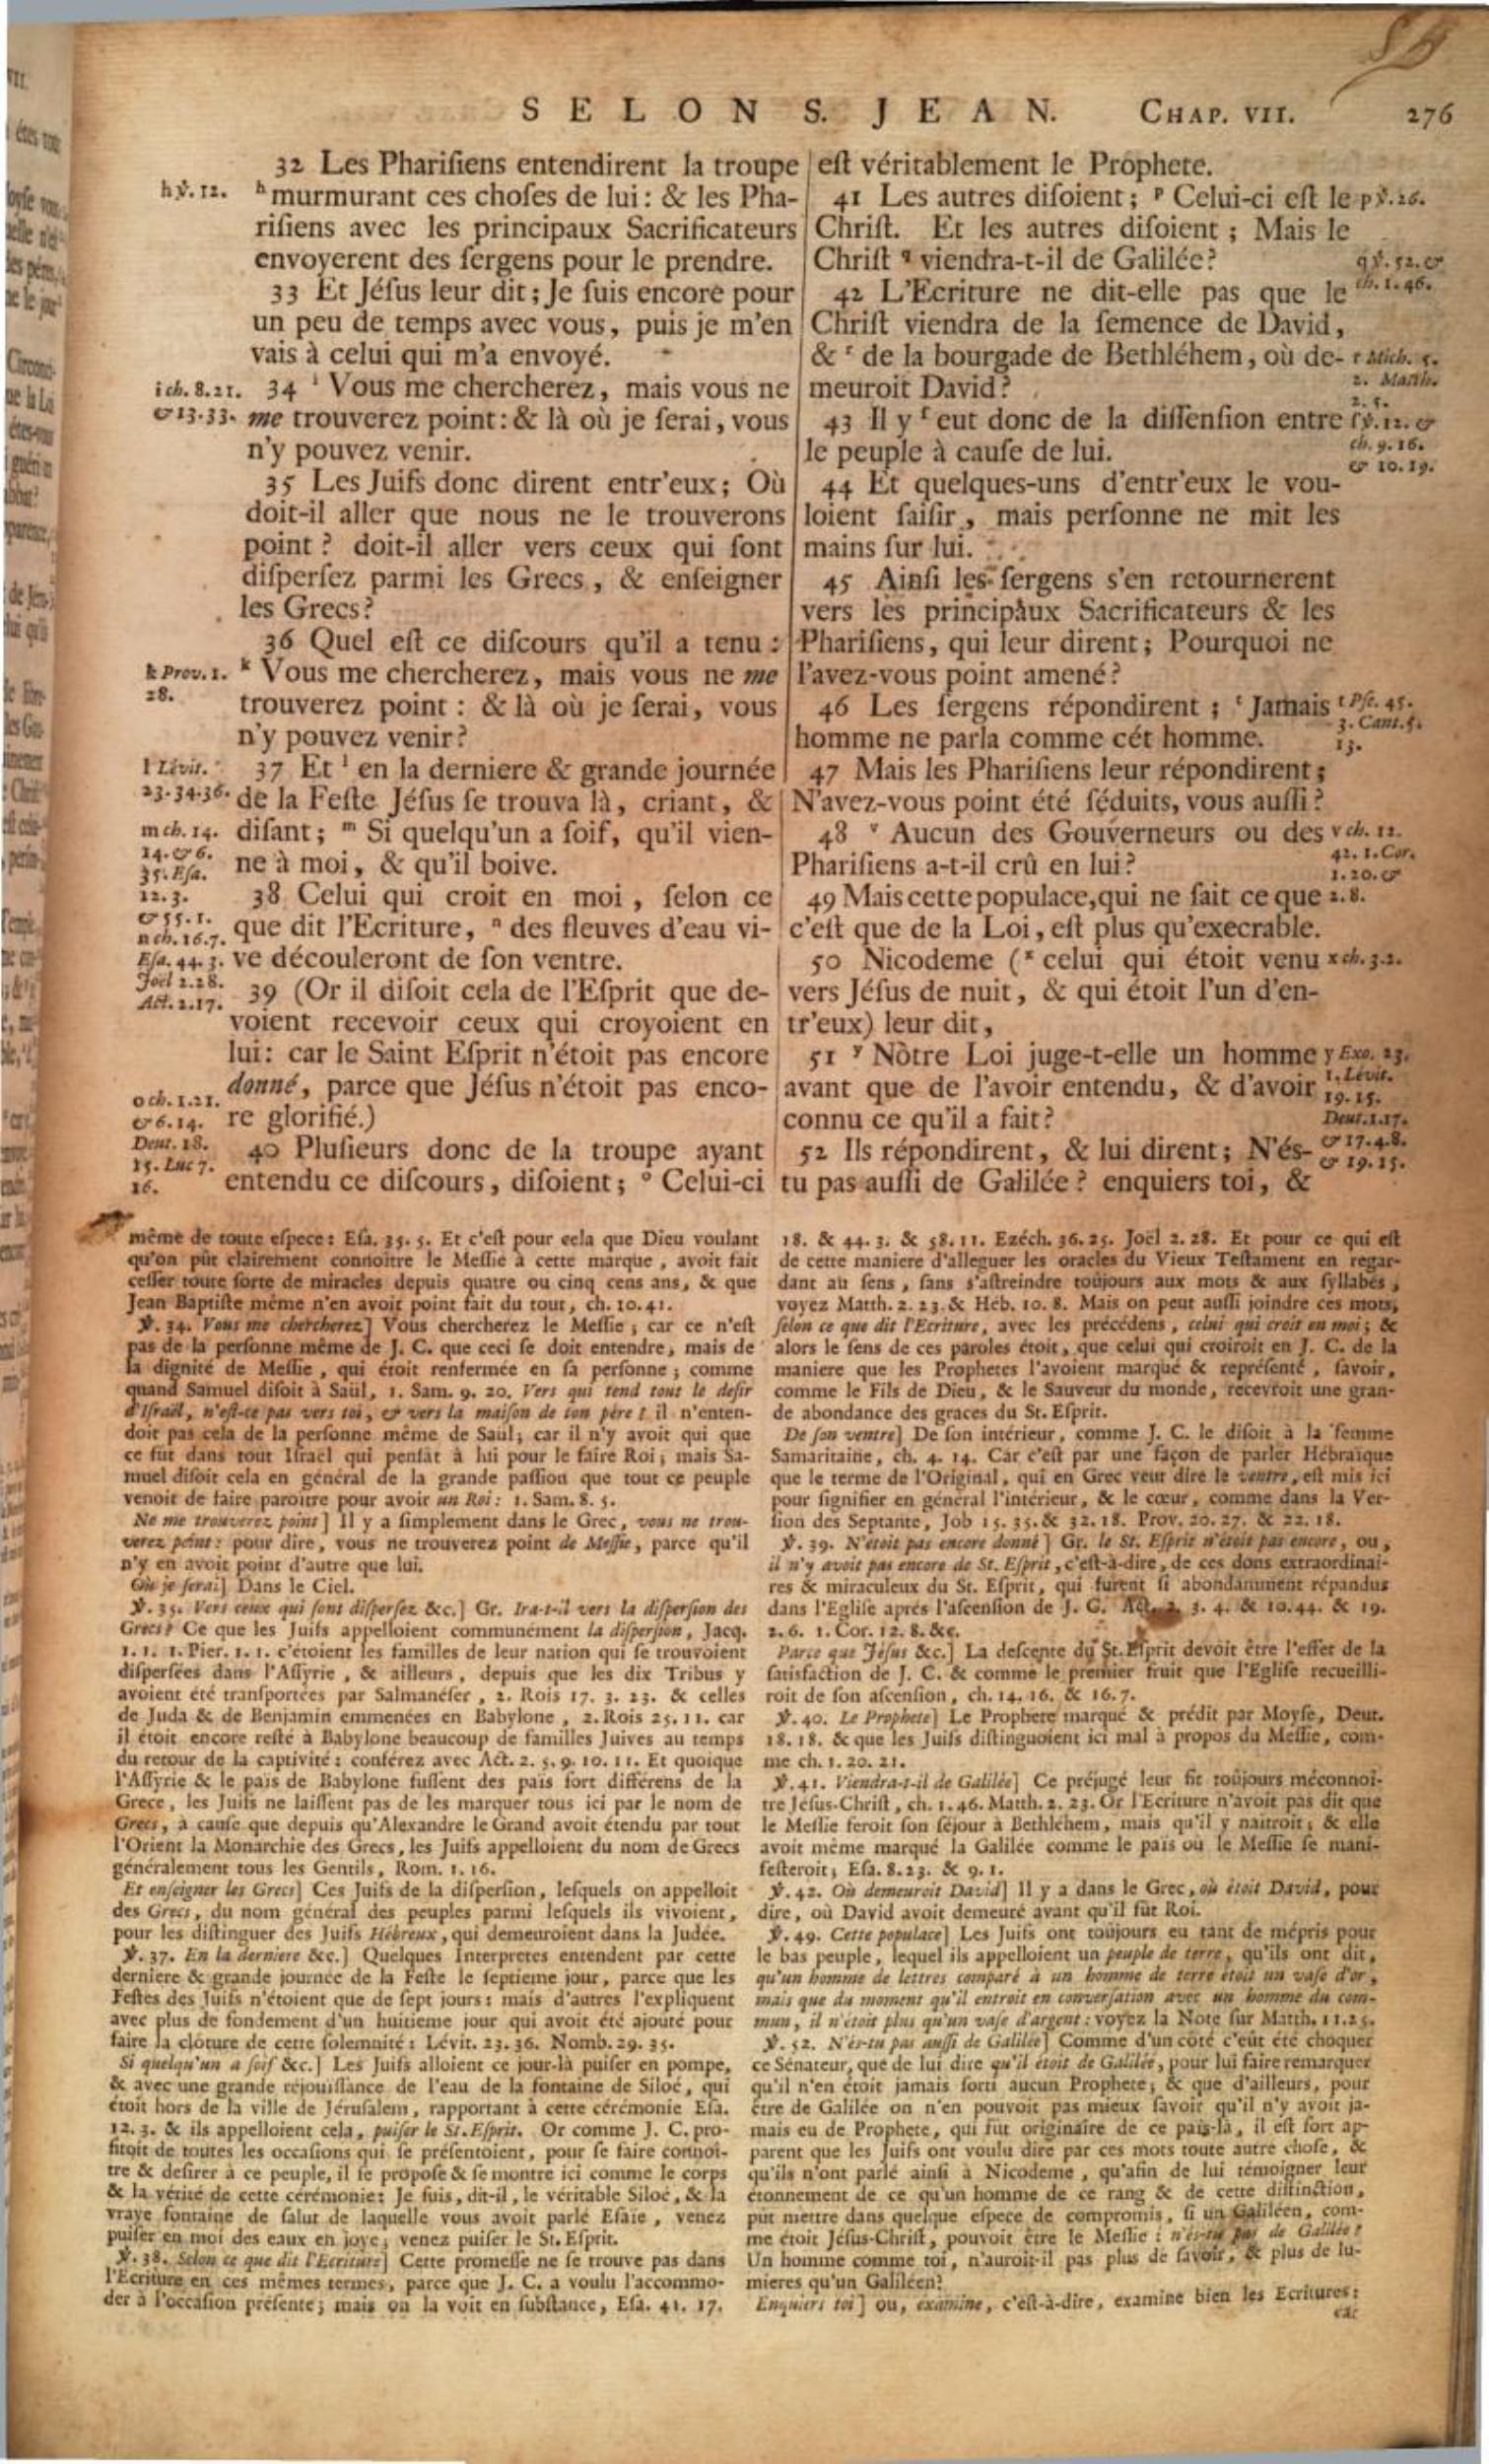 SELON S. JEAN. CHAP. VII. 276
32 Les Pharisiens entendirent la troupe
h ℣. 12. ʰ murmurant ces choses de lui: & les Pha-
risiens avec les principaux Sacrificateurs
envoyerent des sergens pour le prendre.
33 Et Jésus leur dit; Je suis encore pour
un peu de temps avec vous, puis je m'en
vais à celui qui m'a envoyé.
i ch. 8.21. 34 ⁱ Vous me chercherez, mais vous ne
& 13.33. me trouverez point: & là où je serai, vous
n'y pouvez venir.
35 Les Juifs donc dirent entr'eux; Où
doit-il aller que nous ne le trouverons
point? doit-il aller vers ceux qui sont
dispersez parmi les Grecs, & enseigner
les Grecs?
36 Quel est ce discours qu'il a tenu:
k Prov. 1. ᵏ Vous me chercherez, mais vous ne me
28. trouverez point: & là où je serai, vous
n'y pouvez venir?
l Lévit. 37 Et ˡ en la derniere & grande journée
23.34.36. de la Feste Jésus se trouva là, criant, &
m ch. 14. disant; ᵐ Si quelqu'un a soif, qu'il vien-
14. & 6.
35. Esa. ne à moi, & qu'il boive.
12.3. 38 Celui qui croit en moi, selon ce
& 55.1.
n ch. 16.7. que dit l'Ecriture, ⁿ des fleuves d'eau vi-
Esa. 44.3. ve découleront de son ventre.
Joël 2.28.
Act. 2.17. 39 (Or il disoit cela de l'Esprit que de-
voient recevoir ceux qui croyoient en
lui: car le Saint Esprit n'étoit pas encore
o ch. 1.21. donné, parce que Jésus n'étoit pas enco-
& 6.14. re glorifié.)
Deut. 18. 40 Plusieurs donc de la troupe ayant
15. Luc 7.
16. entendu ce discours, disoient; ᵒ Celui-ci
est véritablement le Prophete.
41 Les autres disoient; ᵖ Celui-ci est le p ℣. 26.
Christ. Et les autres disoient; Mais le
Christ ᑫ viendra-t-il de Galilée? q ℣. 52. &
42 L'Ecriture ne dit-elle pas que le ch. 1.46.
Christ viendra de la semence de David,
& ʳ de la bourgade de Bethléhem, où de- r Mich. 5.
meuroit David? 2. Matth.
2.5.
43 Il y ˢ eut donc de la dissension entre s ℣. 12. &
le peuple à cause de lui. ch. 9.16.
& 10.19.
44 Et quelques-uns d'entr'eux le vou-
loient saisir, mais personne ne mit les
mains sur lui.
45 Ainsi les sergens s'en retournerent
vers les principaux Sacrificateurs & les
Pharisiens, qui leur dirent; Pourquoi ne
l'avez-vous point amené?
46 Les sergens répondirent; ᵗ Jamais t Pse. 45.
homme ne parla comme cét homme. 3. Cant. 5.
13.
47 Mais les Pharisiens leur répondirent;
N'avez-vous point été séduits, vous aussi?
48 ᵛ Aucun des Gouverneurs ou des v ch. 12.
Pharisiens a-t-il crû en lui? 42. 1. Cor.
1.20. &
49 Mais cette populace, qui ne sait ce que 2.8.
c'est que de la Loi, est plus qu'execrable.
50 Nicodeme (ˣ celui qui étoit venu x ch. 3.2.
vers Jésus de nuit, & qui étoit l'un d'en-
tr'eux) leur dit,
51 ʸ Nôtre Loi juge-t-elle un homme y Exo. 23.
avant que de l'avoir entendu, & d'avoir 1. Lévit.
19.15.
connu ce qu'il a fait? Deut. 1.17.
52 Ils répondirent, & lui dirent; N'és- & 17.4.8.
& 19.15.
tu pas aussi de Galilée? enquiers toi, &
même de toute espece: Esa. 35. 5. Et c'est pour cela que Dieu voulant
qu'on pût clairement connoître le Messie à cette marque, avoit fait
cesser toute sorte de miracles depuis quatre ou cinq cens ans, & que
Jean Baptiste même n'en avoit point fait du tout, ch. 10. 41.
℣. 34. Vous me chercherez] Vous chercherez le Messie; car ce n'est
pas de la personne même de J. C. que ceci se doit entendre, mais de
la dignité de Messie, qui étoit renfermée en sa personne; comme
quand Samuel disoit à Saül, 1. Sam. 9. 20. Vers qui tend tout le desir
d'Israël, n'est-ce pas vers toi, & vers la maison de ton père? il n'enten-
doit pas cela de la personne même de Saül; car il n'y avoit qui que
ce fût dans tout Israël qui pensât à lui pour le faire Roi; mais Sa-
muel disoit cela en général de la grande passion que tout ce peuple
venoit de faire paroitre pour avoir un Roi: 1. Sam. 8. 5.
Ne me trouverez point] Il y a simplement dans le Grec, vous ne trou-
verez point: pour dire, vous ne trouverez point de Messie, parce qu'il
n'y en avoit point d'autre que lui.
Où je serai] Dans le Ciel.
℣. 35. Vers ceux qui sont dispersez &c.] Gr. Ira-t-il vers la dispersion des
Grecs? Ce que les Juifs appelloient communément la dispersion, Jacq.
1. 1. 1. Pier. 1. 1. c'étoient les familles de leur nation qui se trouvoient
dispersées dans l'Assyrie, & ailleurs, depuis que les dix Tribus y
avoient été transportées par Salmanéser, 2. Rois 17. 3. 23. & celles
de Juda & de Benjamin emmenées en Babylone, 2. Rois 25. 11. car
il étoit encore resté à Babylone beaucoup de familles Juives au temps
du retour de la captivité: conférez avec Act. 2. 5. 9. 10. 11. Et quoique
l'Assyrie & le païs de Babylone fussent des païs fort différens de la
Grece, les Juifs ne laissent pas de les marquer tous ici par le nom de
Grecs, à cause que depuis qu'Alexandre le Grand avoit étendu par tout
l'Orient la Monarchie des Grecs, les Juifs appelloient du nom de Grecs
généralement tous les Gentils, Rom. 1. 16.
Et enseigner les Grecs] Ces Juifs de la dispersion, lesquels on appelloit
des Grecs, du nom général des peuples parmi lesquels ils vivoient,
pour les distinguer des Juifs Hébreux, qui demeuroient dans la Judée.
℣. 37. En la derniere &c.] Quelques Interpretes entendent par cette
derniere & grande journée de la Feste le septieme jour, parce que les
Festes des Juifs n'étoient que de sept jours: mais d'autres l'expliquent
avec plus de fondement d'un huitieme jour qui avoit été ajouté pour
faire la clôture de cette solemnité: Lévit. 23. 36. Nomb. 29. 35.
Si quelqu'un a soif &c.] Les Juifs alloient ce jour-là puiser en pompe,
& avec une grande réjouïssance de l'eau de la fontaine de Siloé, qui
étoit hors de la ville de Jérusalem, rapportant à cette cérémonie Esa.
12. 3. & ils appelloient cela, puiser le St. Esprit. Or comme J. C. pro-
fitoit de toutes les occasions qui se présentoient, pour se faire connoî-
tre & desirer à ce peuple, il se propose & se montre ici comme le corps
& la vérité de cette cérémonie: Je suis, dit-il, le véritable Siloé, & la
vraye fontaine de salut de laquelle vous avoit parlé Esaïe, venez
puiser en moi des eaux en joye, venez puiser le St. Esprit.
℣. 38. Selon ce que dit l'Ecriture] Cette promesse ne se trouve pas dans
l'Ecriture en ces mêmes termes, parce que J. C. a voulu l'accommo-
der à l'occasion présente; mais on la voit en substance, Esa. 41. 17.
18. & 44. 3. & 58. 11. Ezéch. 36. 25. Joël 2. 28. Et pour ce qui est
de cette maniere d'alleguer les oracles du Vieux Testament en regar-
dant au sens, sans s'astreindre toûjours aux mots & aux syllabes,
voyez Matth. 2. 23. & Héb. 10. 8. Mais on peut aussi joindre ces mots,
selon ce que dit l'Ecriture, avec les précédens, celui qui croit en moi; &
alors le sens de ces paroles étoit, que celui qui croiroit en J. C. de la
maniere que les Prophetes l'avoient marqué & représenté, savoir,
comme le Fils de Dieu, & le Sauveur du monde, recevroit une gran-
de abondance des graces du St. Esprit.
De son ventre] De son intérieur, comme J. C. le disoit à la femme
Samaritaine, ch. 4. 14. Car c'est par une façon de parler Hébraïque
que le terme de l'Original, qui en Grec veut dire le ventre, est mis ici
pour signifier en général l'intérieur, & le cœur, comme dans la Ver-
sion des Septante, Job 15. 35. & 32. 18. Prov. 20. 27. & 22. 18.
℣. 39. N'étoit pas encore donné] Gr. le St. Esprit n'étoit pas encore, ou,
il n'y avoit pas encore de St. Esprit, c'est-à-dire, de ces dons extraordinai-
res & miraculeux du St. Esprit, qui furent si abondamment répandus
dans l'Eglise aprés l'ascension de J. C. Act. 2. 3. 4. & 10. 44. & 19.
2. 6. 1. Cor. 12. 8. &c.
Parce que Jésus &c.] La descente du St. Esprit devoit être l'effet de la
satisfaction de J. C. & comme le premier fruit que l'Eglise recueilli-
roit de son ascension, ch. 14. 16. & 16. 7.
℣. 40. Le Prophete] Le Prophete marqué & prédit par Moyse, Deut.
18. 18. & que les Juifs distinguoient ici mal à propos du Messie, com-
me ch. 1. 20. 21.
℣. 41. Viendra-t-il de Galilée] Ce préjugé leur fit toûjours méconnoî-
tre Jésus-Christ, ch. 1. 46. Matth. 2. 23. Or l'Ecriture n'avoit pas dit que
le Messie feroit son séjour à Bethléhem, mais qu'il y naitroit; & elle
avoit même marqué la Galilée comme le païs où le Messie se mani-
festeroit; Esa. 8. 23. & 9. 1.
℣. 42. Où demeuroit David] Il y a dans le Grec, où étoit David, pour
dire, où David avoit demeuré avant qu'il fût Roi.
℣. 49. Cette populace] Les Juifs ont toûjours eu tant de mépris pour
le bas peuple, lequel ils appelloient un peuple de terre, qu'ils ont dit,
qu'un homme de lettres comparé à un homme de terre étoit un vase d'or,
mais que du moment qu'il entroit en conversation avec un homme du com-
mun, il n'étoit plus qu'un vase d'argent: voyez la Note sur Matth. 11. 25.
℣. 52. N'és-tu pas aussi de Galilée] Comme d'un côté c'eût été choquer
ce Sénateur, que de lui dire qu'il étoit de Galilée, pour lui faire remarquer
qu'il n'en étoit jamais sorti aucun Prophete; & que d'ailleurs, pour
être de Galilée on n'en pouvoit pas mieux savoir qu'il n'y avoit ja-
mais eu de Prophete, qui fût originaire de ce païs-là, il est fort ap-
parent que les Juifs ont voulu dire par ces mots toute autre chose, &
qu'ils n'ont parlé ainsi à Nicodeme, qu'afin de lui témoigner leur
étonnement de ce qu'un homme de ce rang & de cette distinction,
pût mettre dans quelque espece de compromis, si un Galiléen, com-
me étoit Jésus-Christ, pouvoit être le Messie: n'és-tu pas de Galilée?
Un homme comme toi, n'auroit-il pas plus de savoir, & plus de lu-
mieres qu'un Galiléen?
Enquiers toi] ou, examine, c'est-à-dire, examine bien les Ecritures:
car